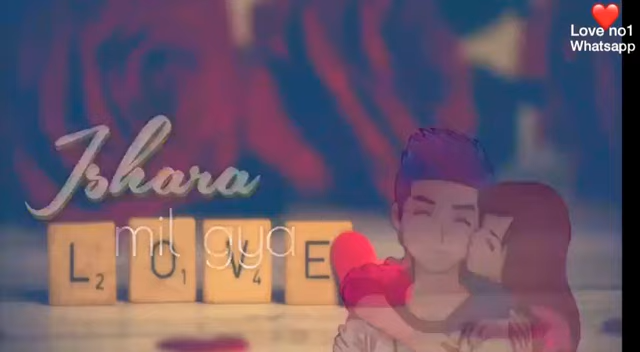 ❤️
Love no1
Whatsapp
Ishara
mil gya
L2 O1 V4 E